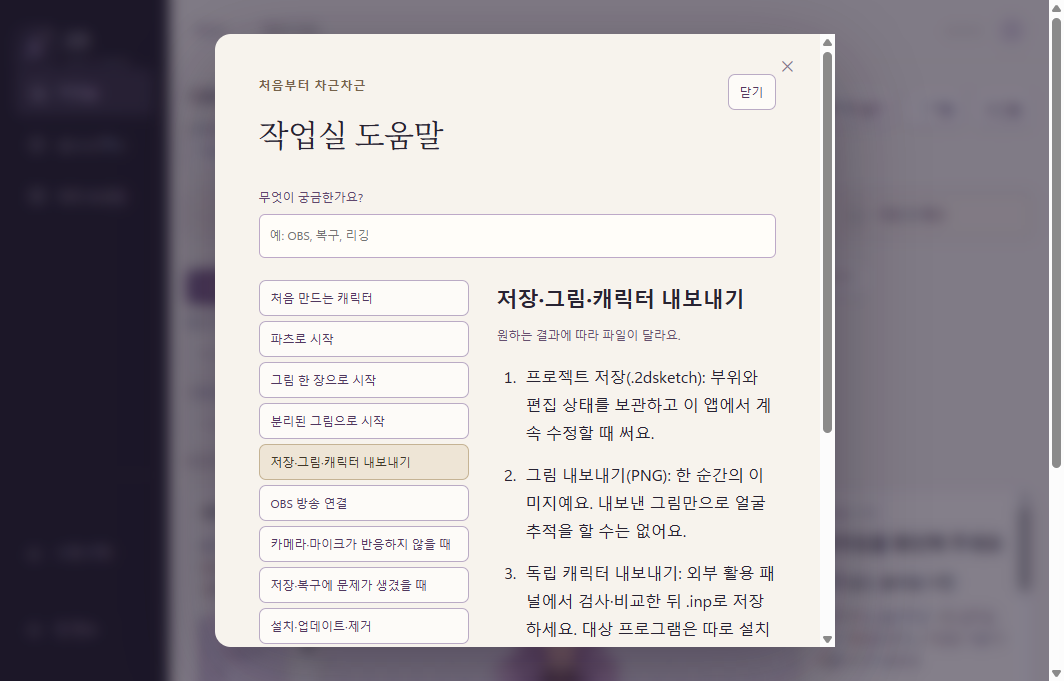 처음부터 차근차근
닫기
작업실 도움말
무엇이 궁금한가요?
예: OBS, 복구, 리깅
처음 만드는 캐릭터
파츠로 시작
그림 한 장으로 시작
분리된 그림으로 시작
저장·그림·캐릭터 내보내기
OBS 방송 연결
카메라·마이크가 반응하지 않을 때
저장·복구에 문제가 생겼을 때
설치·업데이트·제거
저장·그림·캐릭터 내보내기
원하는 결과에 따라 파일이 달라요.
1. 프로젝트 저장(.2dsketch): 부위와
편집 상태를 보관하고 이 앱에서 계
속 수정할 때 써요.
2. 그림 내보내기(PNG): 한 순간의 이
미지예요. 내보낸 그림만으로 얼굴
추적을 할 수는 없어요.
3. 독립 캐릭터 내보내기: 외부 활용 패
널에서 검사·비교한 뒤 .inp로 저장
하세요. 대상 프로그램은 따로 설치